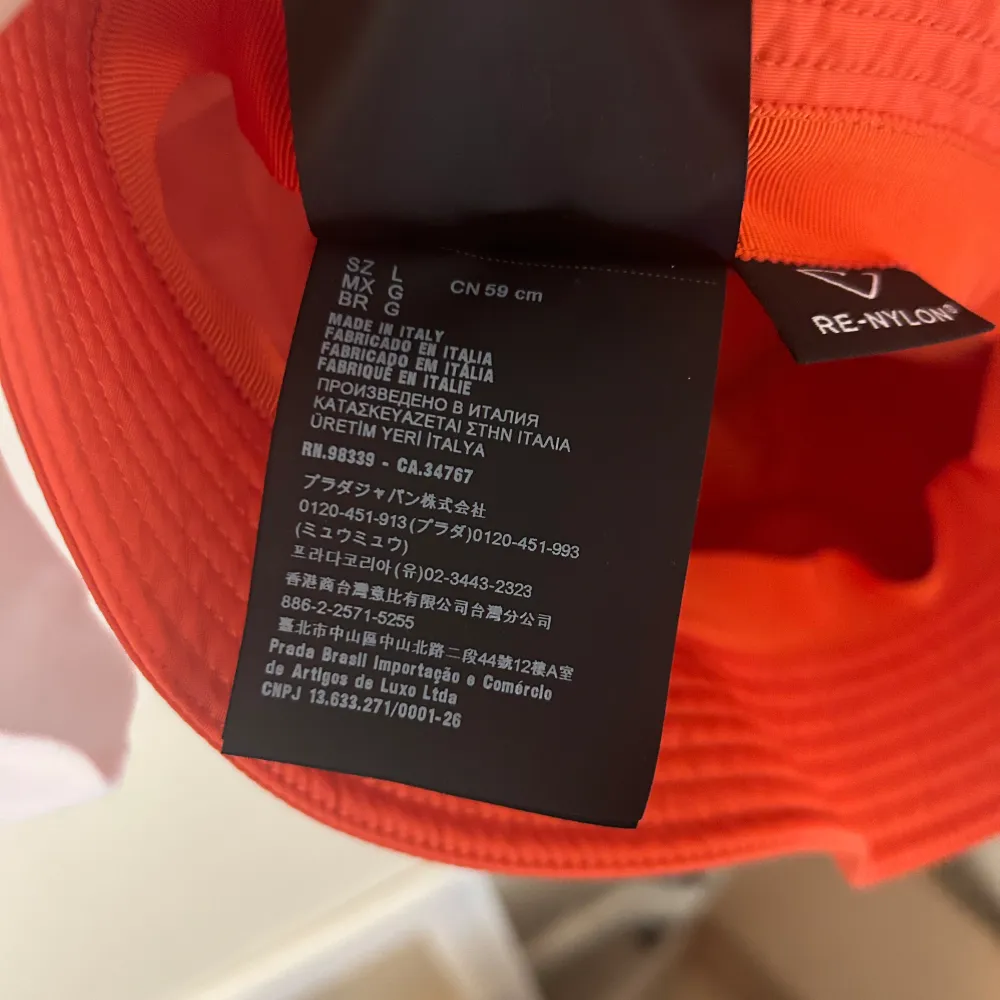 SZ L
MX G
BR G
CN 59 cm
MADE IN ITALY
FABRICADO EN ITALIA
FABRICADO EM ITÁLIA
FABRIQUÉ EN ITALIE
ПРОИЗВЕДЕНО В ИТАЛИЯ
ΚΑΤΑΣΚΕΥΑΖΕΤΑΙ ΣΤΗΝ ΙΤΑΛΙΑ
ÜRETİM YERİ İTALYA
RN.98339 - CA.34767
プラダジャパン株式会社
0120-451-913(プラダ)0120-451-993
(ミュウミュウ)
프라다코리아(유)02-3443-2323
香港商台灣意比有限公司台灣分公司
886-2-2571-5255
臺北市中山區中山北路二段44號12樓A室
Prada Brasil Importação e Comércio
de Artigos de Luxo Ltda
CNPJ 13.633.271/0001-26
RE-NYLON®